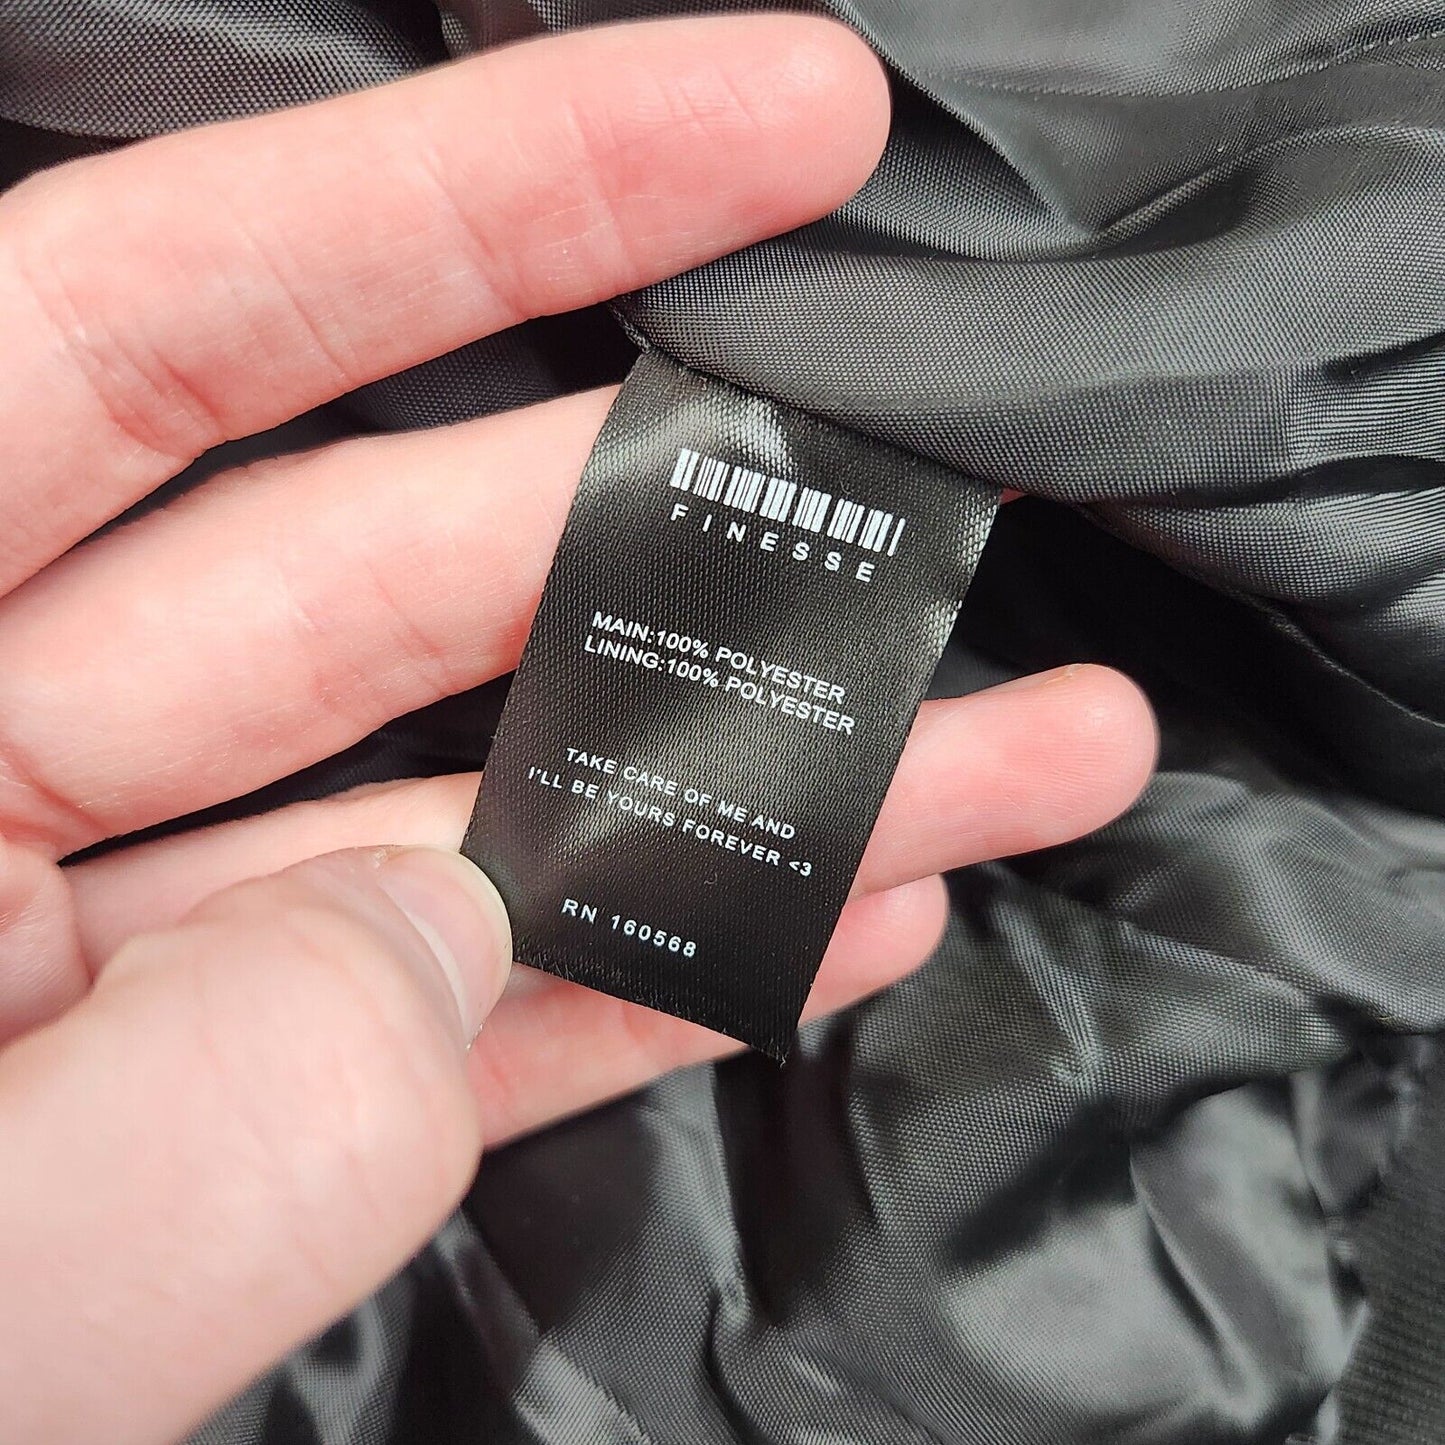 FINESSE
MAIN:100% POLYESTER
LINING:100% POLYESTER
TAKE CARE OF ME AND
I'LL BE YOURS FOREVER <3
RN 160568